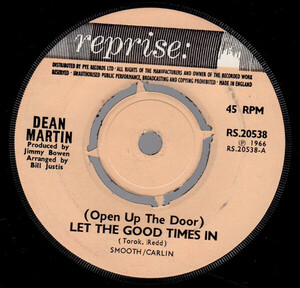 reprise:
DISTRIBUTED BY PYE RECORDS LTD · ALL RIGHTS OF THE MANUFACTURERS AND OWNER OF THE RECORDED WORK
RESERVED · UNAUTHORISED PUBLIC PERFORMANCE, BROADCASTING AND COPYING PROHIBITED · MADE IN ENGLAND
DEAN
MARTIN
Produced by
Jimmy Bowen
Arranged by
Bill Justis
45 RPM
RS.20538
℗ 1966
RS.20538-A
(Open Up The Door)
LET THE GOOD TIMES IN
(Torok, Redd)
SMOOTH/CARLIN